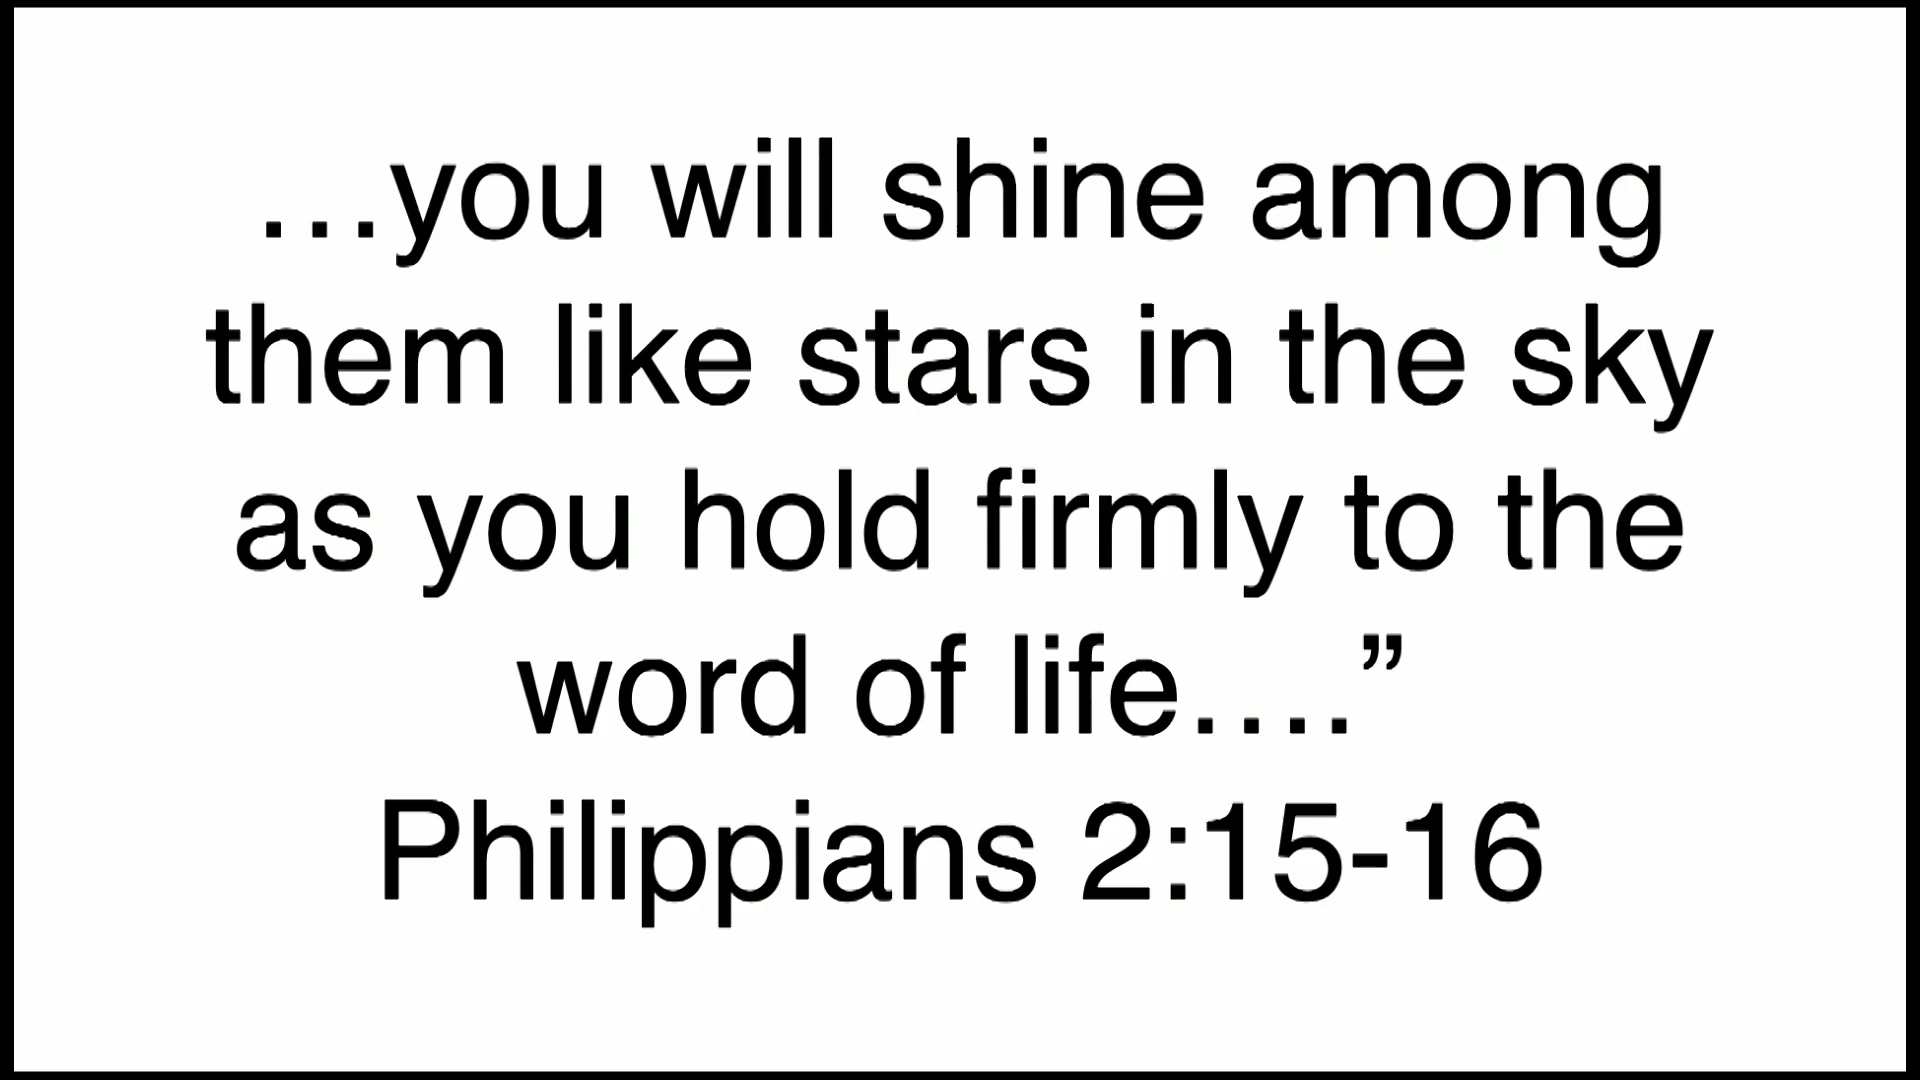 …you will shine among
them like stars in the sky
as you hold firmly to the
word of life….”
Philippians 2:15-16